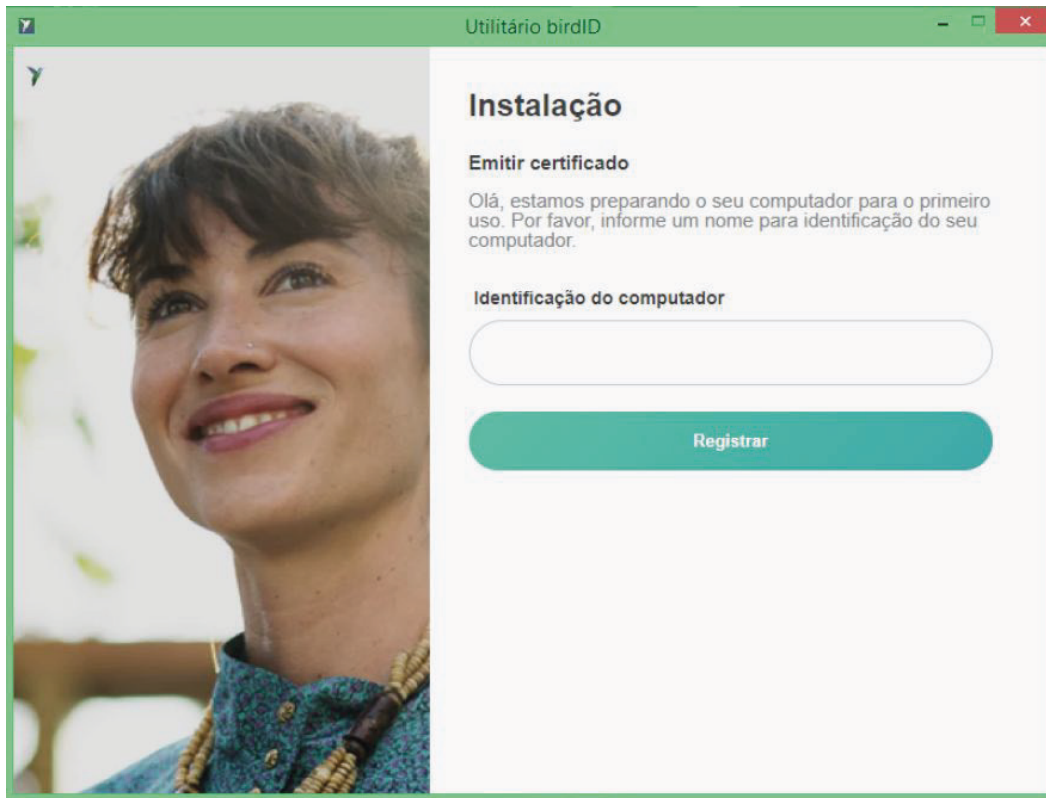 Utilitário birdID
Instalação
Emitir certificado
Olá, estamos preparando o seu computador para o primeiro
uso. Por favor, informe um nome para identificação do seu
computador.
Identificação do computador
Registrar